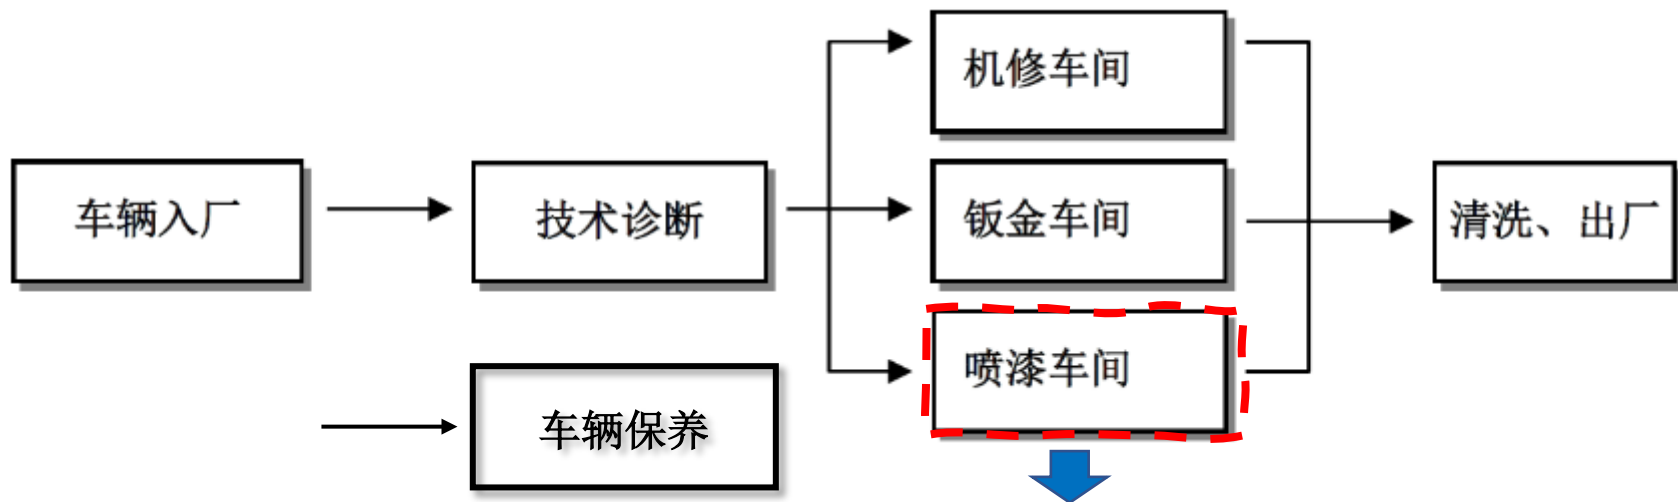 车辆入厂
技术诊断
机修车间
钣金车间
喷漆车间
清洗、出厂
车辆保养